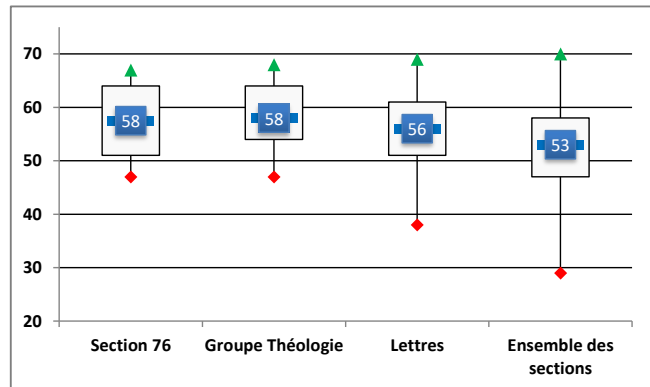 70
60
50
40
30
20
58
58
56
53
Section 76
Groupe Théologie
Lettres
Ensemble des
sections